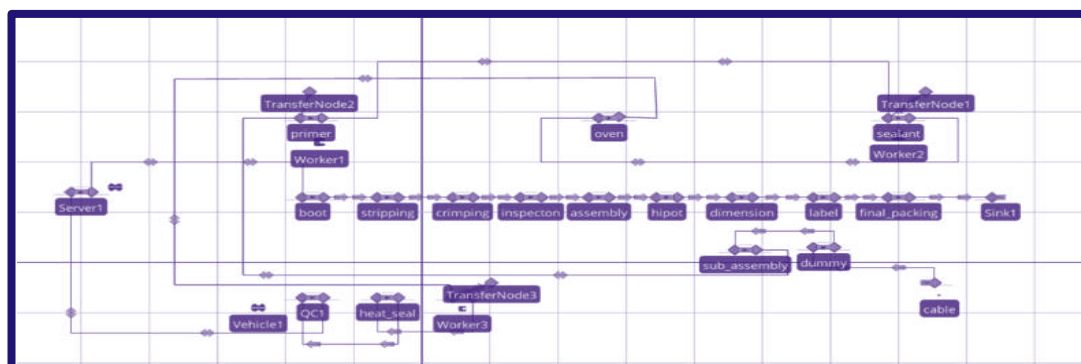 TransferNode2
TransferNode1
primer
oven
sealant
Worker1
Worker2
Server1
boot
stripping
crimping
inspecton
assembly
hipot
dimension
label
final_packing
Sink1
sub_assembly
dummy
TransferNode3
cable
QC1
heat_seal
Vehicle1
Worker3